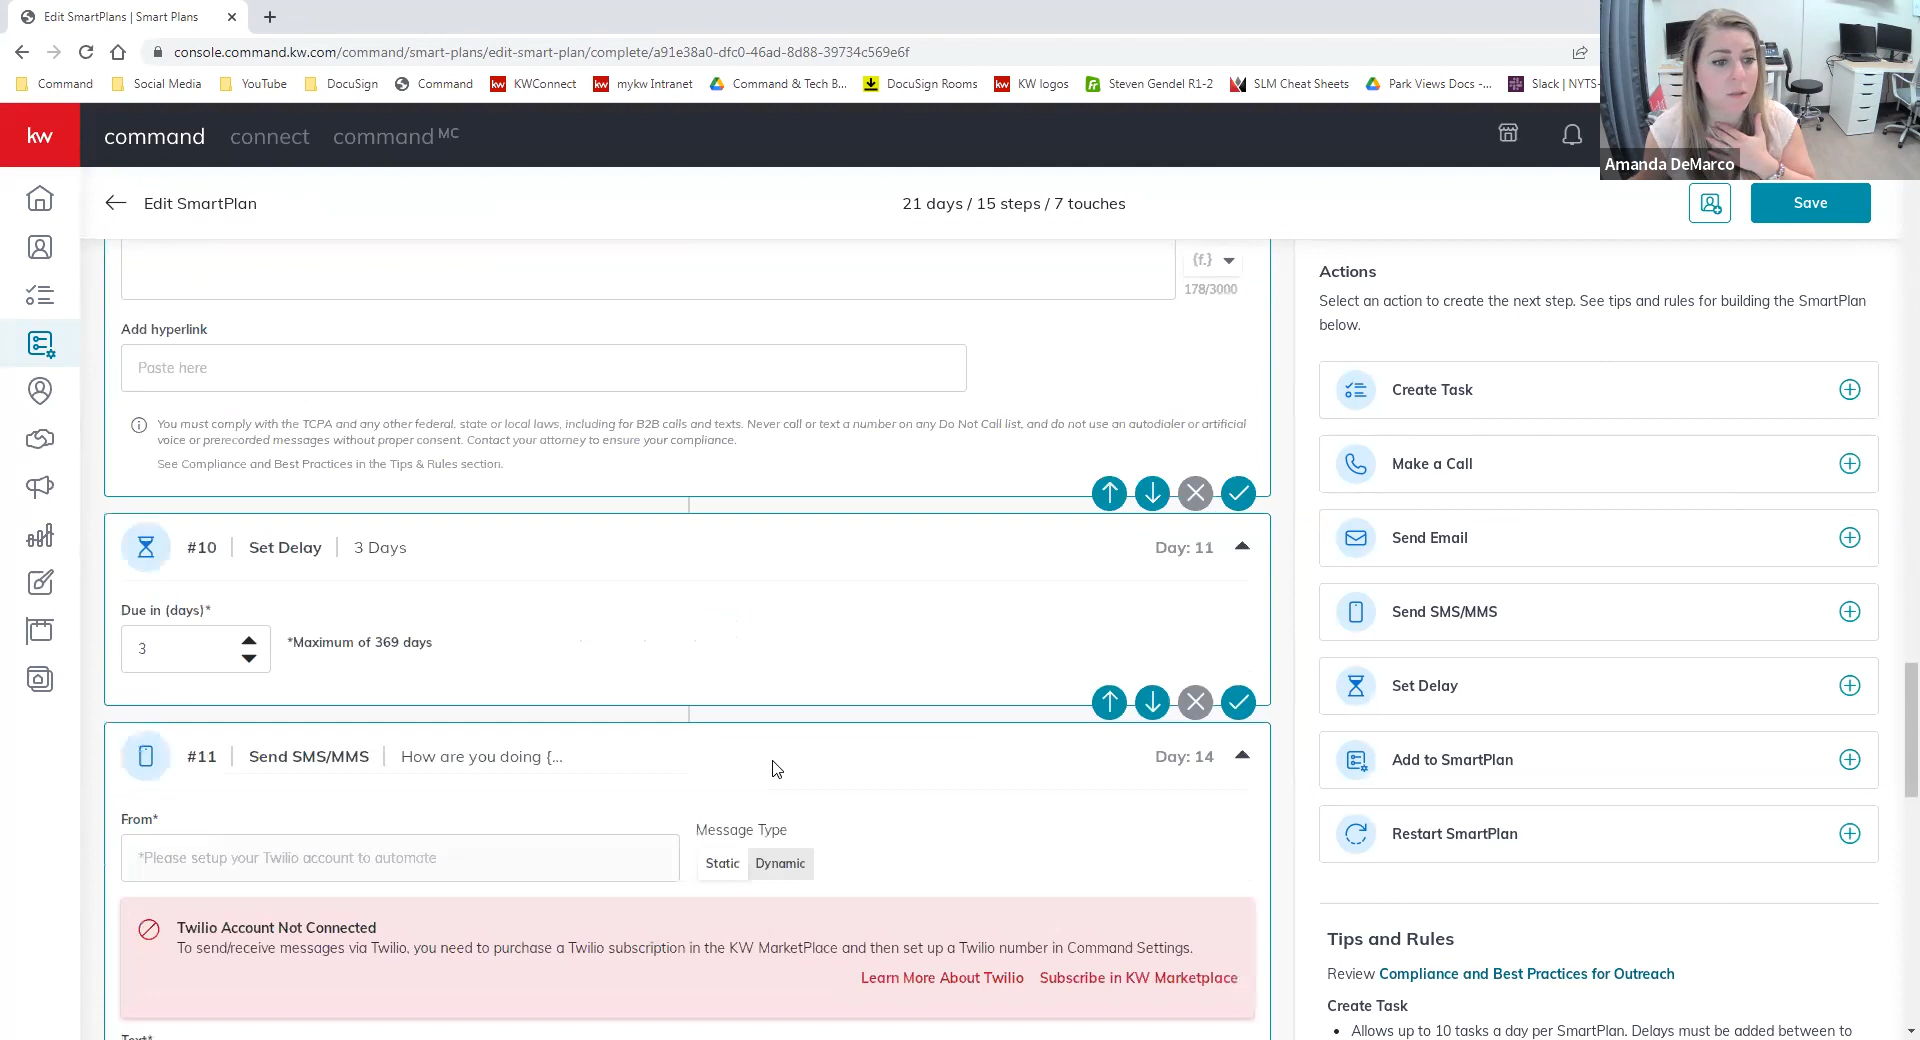 Edit SmartPlans | Smart Plans
console.command.kw.com/command/smart-plans/edit-smart-plan/complete/a91e38a0-dfc0-46ad-8d88-39734c569e6f
Command
Social Media
YouTube
DocuSign
Command
kw KWConnect
kw mykw Intranet
Command & Tech B...
DocuSign Rooms
kw KW logos
Steven Gendel R1-2
SLM Cheat Sheets
Park Views Docs -...
Slack | NYTS-
Amanda DeMarco
kw command connect command MC
Edit SmartPlan
21 days / 15 steps / 7 touches
Save
{f.}
178/3000
Add hyperlink
Paste here
You must comply with the TCPA and any other federal, state or local laws, including for B2B calls and texts. Never call or text a number on any Do Not Call list, and do not use an autodialer or artificial
voice or prerecorded messages without proper consent. Contact your attorney to ensure your compliance.
See Compliance and Best Practices in the Tips & Rules section.
#10 Set Delay 3 Days Day: 11
Due in (days)*
3
*Maximum of 369 days
#11 Send SMS/MMS How are you doing {... Day: 14
From*
*Please setup your Twilio account to automate
Message Type
Static Dynamic
Twilio Account Not Connected
To send/receive messages via Twilio, you need to purchase a Twilio subscription in the KW MarketPlace and then set up a Twilio number in Command Settings.
Learn More About Twilio Subscribe in KW Marketplace
Text*
Actions
Select an action to create the next step. See tips and rules for building the SmartPlan
below.
Create Task
Make a Call
Send Email
Send SMS/MMS
Set Delay
Add to SmartPlan
Restart SmartPlan
Tips and Rules
Review Compliance and Best Practices for Outreach
Create Task
• Allows up to 10 tasks a day per SmartPlan. Delays must be added between to